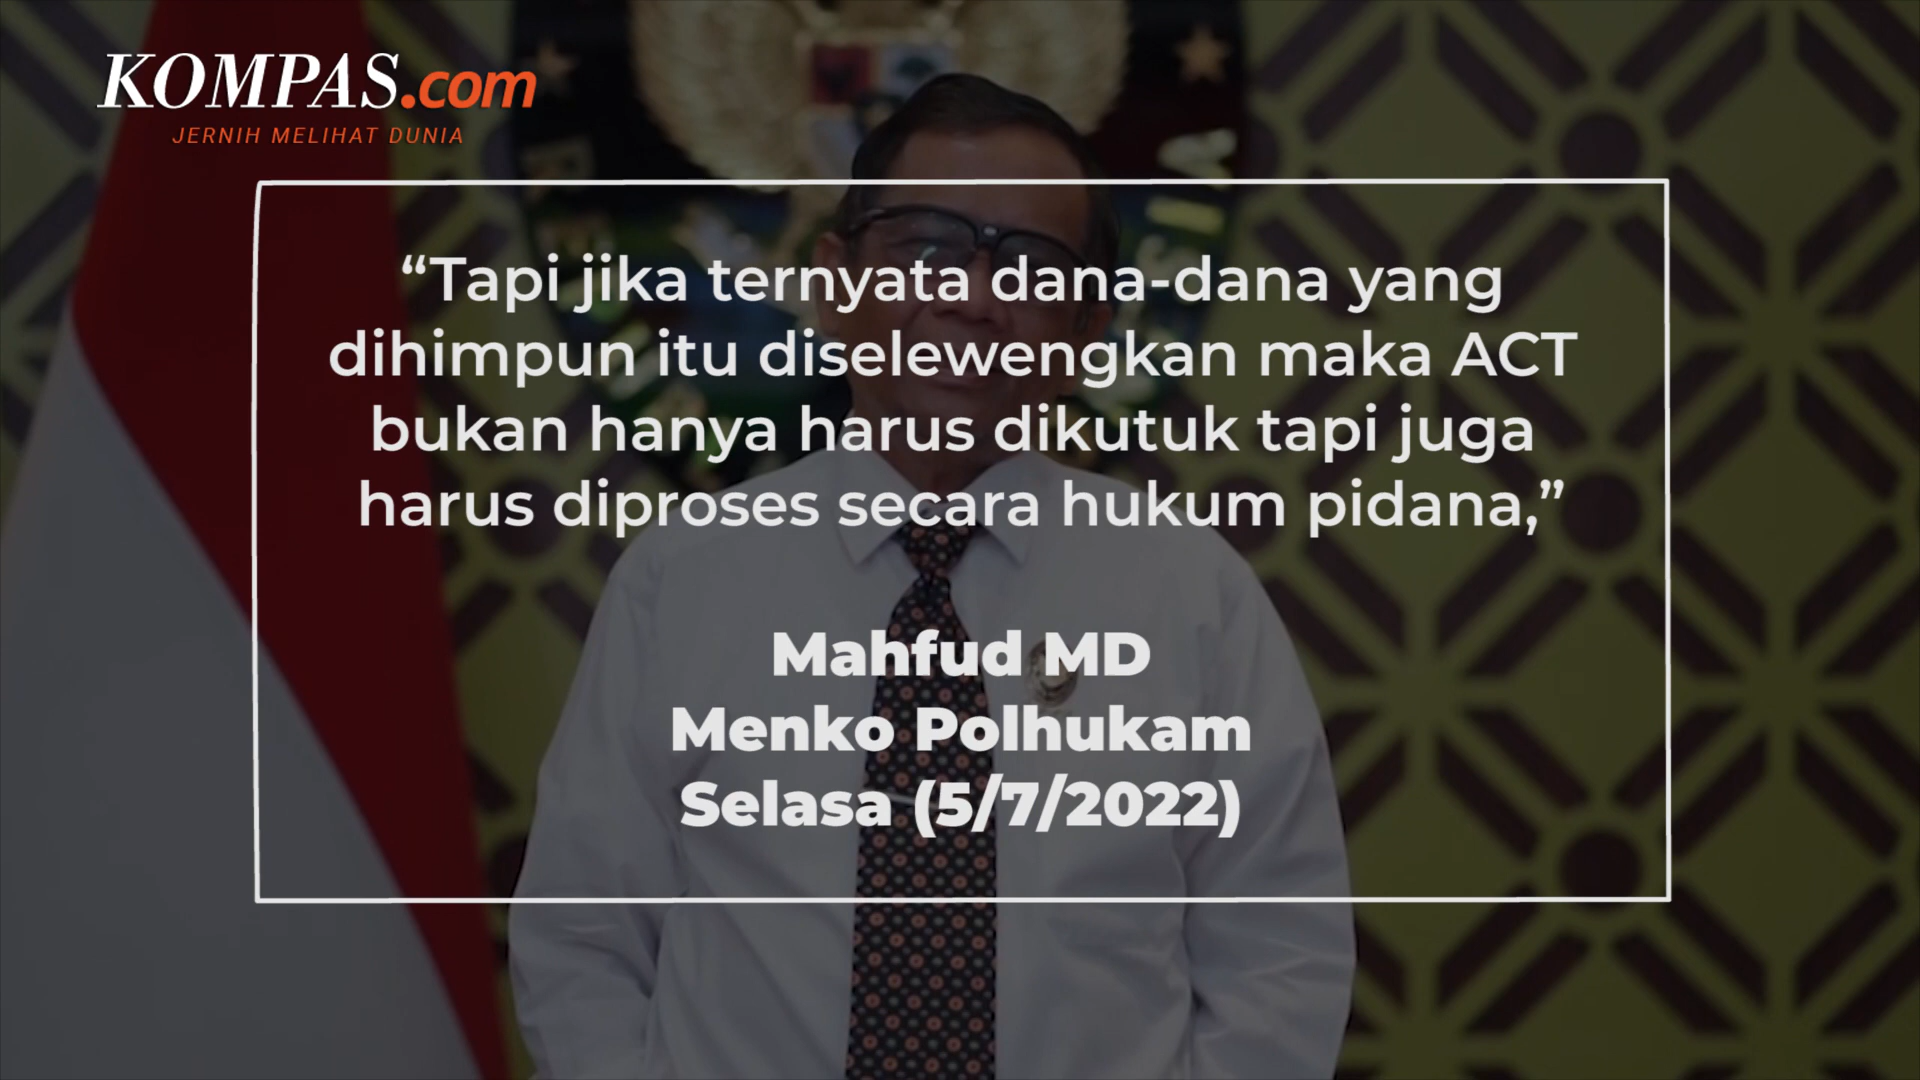 KOMPAS.com
JERNIH MELIHAT DUNIA
“Tapi jika ternyata dana-dana yang
dihimpun itu diselewengkan maka ACT
bukan hanya harus dikutuk tapi juga
harus diproses secara hukum pidana,”
Mahfud MD
Menko Polhukam
Selasa (5/7/2022)